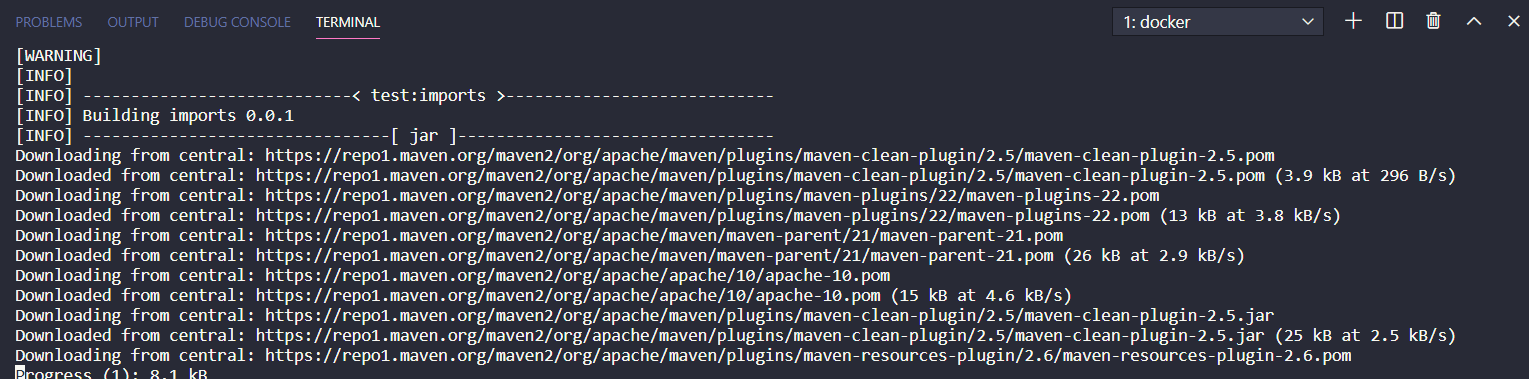 PROBLEMS OUTPUT DEBUG CONSOLE TERMINAL 1: docker
[WARNING]
[INFO]
[INFO] ----------------------------< test:imports >----------------------------
[INFO] Building imports 0.0.1
[INFO] --------------------------------[ jar ]---------------------------------
Downloading from central: https://repo1.maven.org/maven2/org/apache/maven/plugins/maven-clean-plugin/2.5/maven-clean-plugin-2.5.pom
Downloaded from central: https://repo1.maven.org/maven2/org/apache/maven/plugins/maven-clean-plugin/2.5/maven-clean-plugin-2.5.pom (3.9 kB at 296 B/s)
Downloading from central: https://repo1.maven.org/maven2/org/apache/maven/plugins/maven-plugins/22/maven-plugins-22.pom
Downloaded from central: https://repo1.maven.org/maven2/org/apache/maven/plugins/maven-plugins/22/maven-plugins-22.pom (13 kB at 3.8 kB/s)
Downloading from central: https://repo1.maven.org/maven2/org/apache/maven/maven-parent/21/maven-parent-21.pom
Downloaded from central: https://repo1.maven.org/maven2/org/apache/maven/maven-parent/21/maven-parent-21.pom (26 kB at 2.9 kB/s)
Downloading from central: https://repo1.maven.org/maven2/org/apache/apache/10/apache-10.pom
Downloaded from central: https://repo1.maven.org/maven2/org/apache/apache/10/apache-10.pom (15 kB at 4.6 kB/s)
Downloading from central: https://repo1.maven.org/maven2/org/apache/maven/plugins/maven-clean-plugin/2.5/maven-clean-plugin-2.5.jar
Downloaded from central: https://repo1.maven.org/maven2/org/apache/maven/plugins/maven-clean-plugin/2.5/maven-clean-plugin-2.5.jar (25 kB at 2.5 kB/s)
Downloading from central: https://repo1.maven.org/maven2/org/apache/maven/plugins/maven-resources-plugin/2.6/maven-resources-plugin-2.6.pom
Progress (1): 8.1 kB